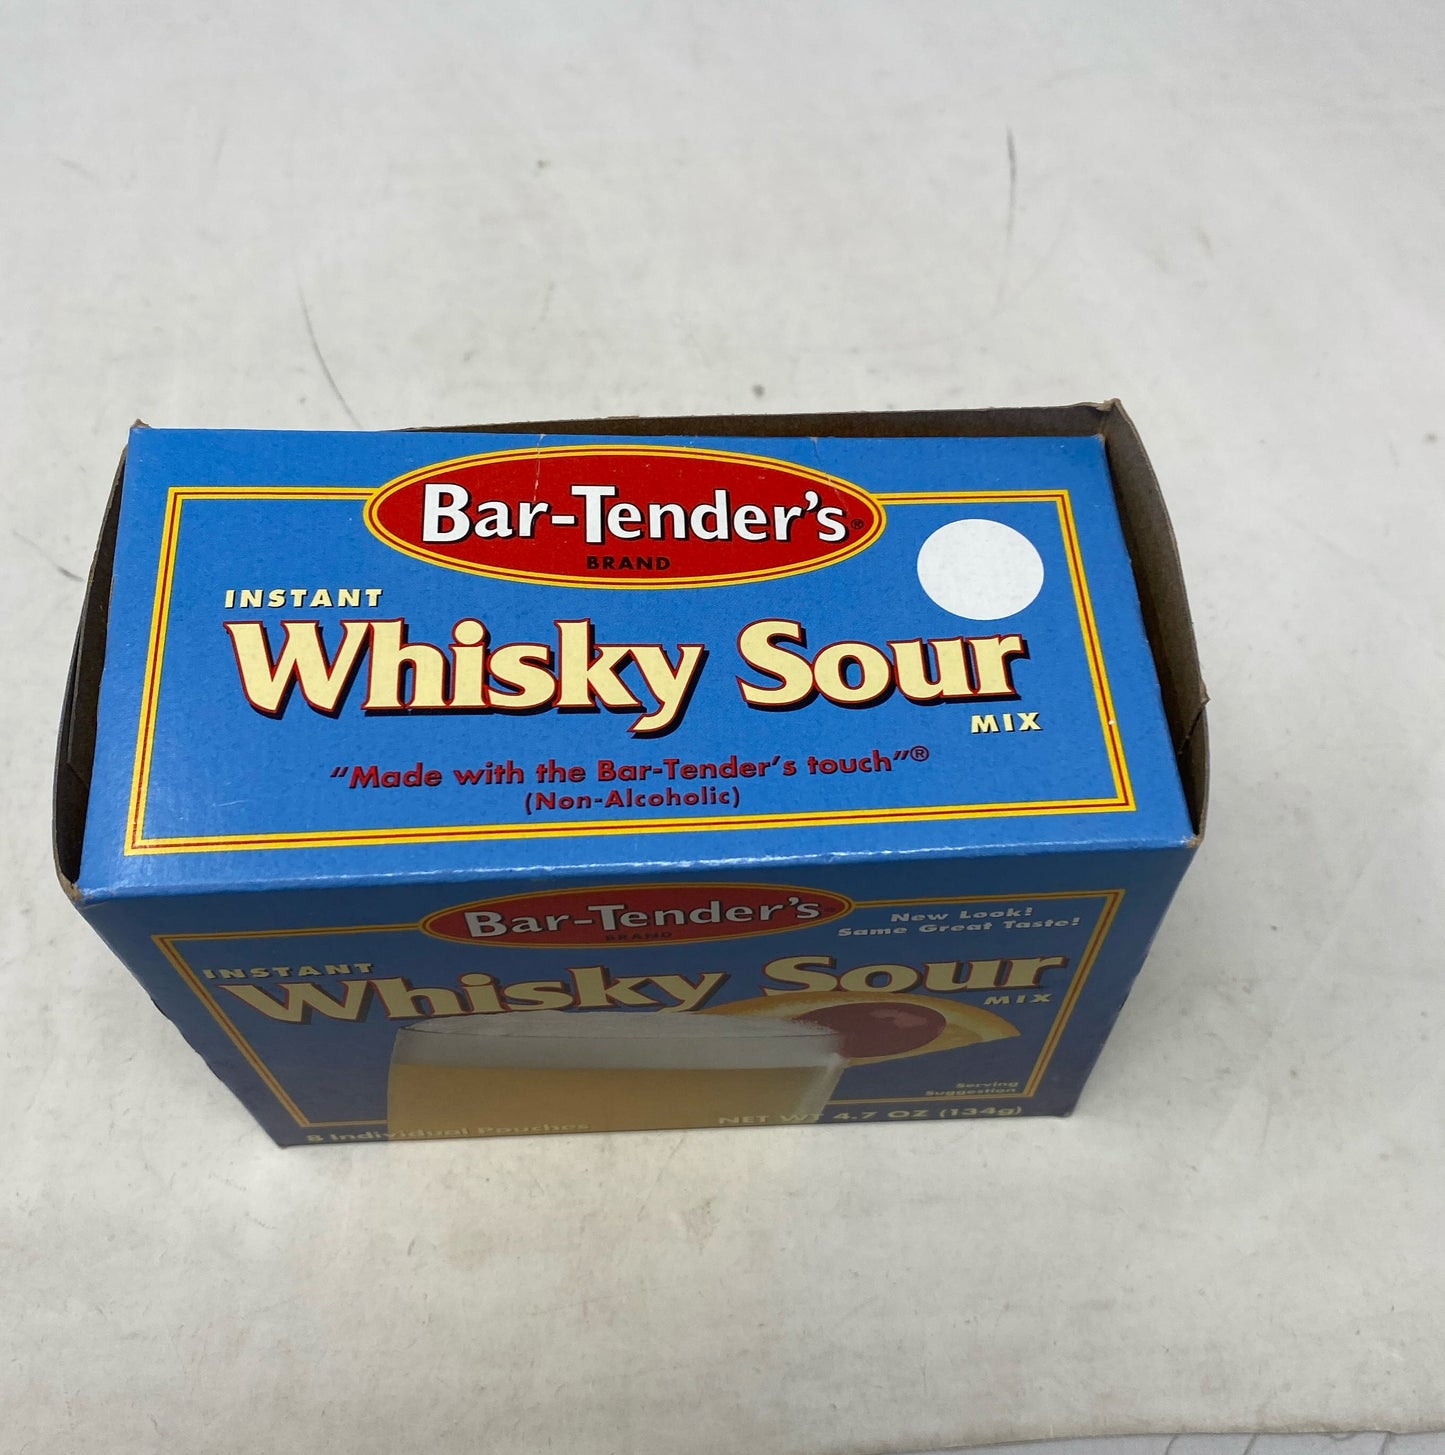 Bar-Tender's®
BRAND
INSTANT
Whisky Sour
MIX
"Made with the Bar-Tender's touch"®
(Non-Alcoholic)
Bar-Tender's
BRAND
New Look!
Same Great Taste!
INSTANT
Whisky Sour
MIX
Serving
Suggestion
NET WT 4.7 OZ (134g)
8 Individual Pouches